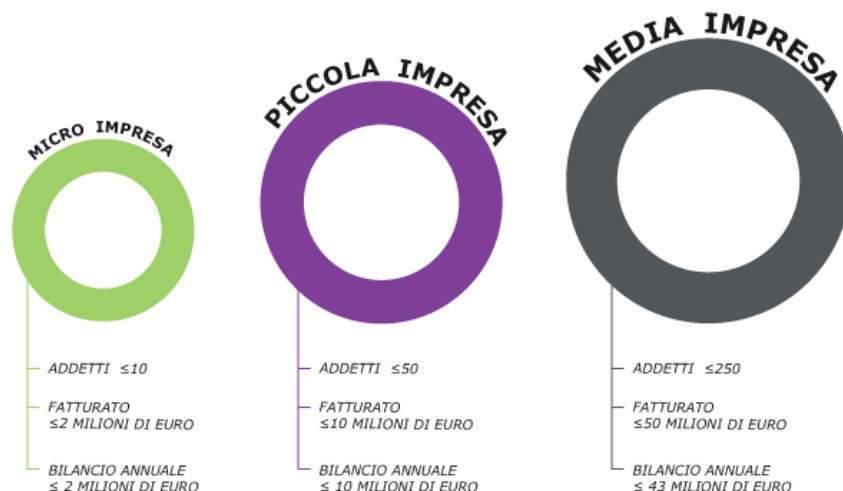 MICRO IMPRESA
ADDETTI ≤10
FATTURATO
≤2 MILIONI DI EURO
BILANCIO ANNUALE
≤ 2 MILIONI DI EURO
PICCOLA IMPRESA
ADDETTI ≤50
FATTURATO
≤10 MILIONI DI EURO
BILANCIO ANNUALE
≤ 10 MILIONI DI EURO
MEDIA IMPRESA
ADDETTI ≤250
FATTURATO
≤50 MILIONI DI EURO
BILANCIO ANNUALE
≤ 43 MILIONI DI EURO